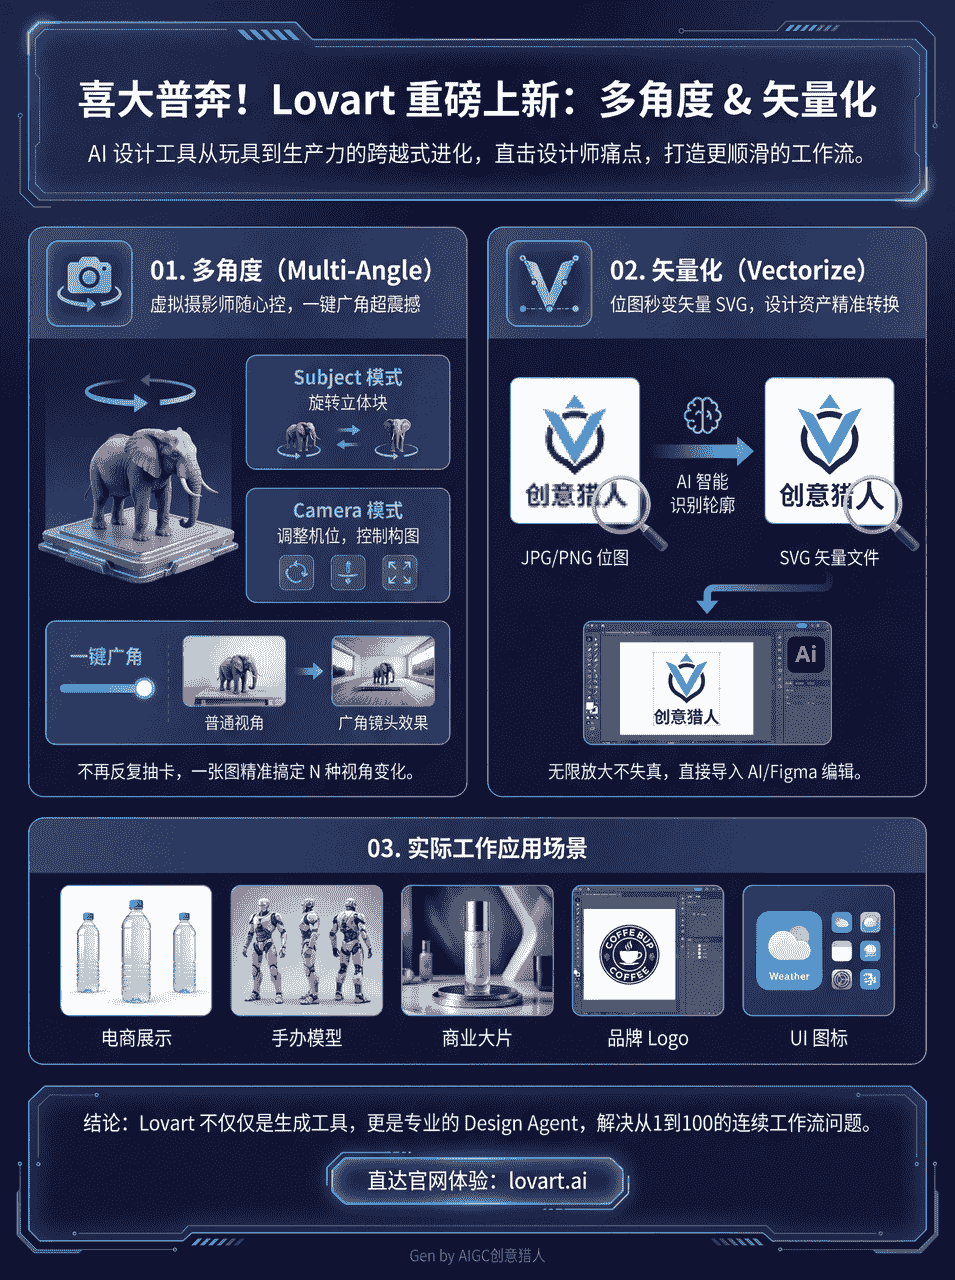 喜大普奔！Lovart 重磅上新：多角度 & 矢量化
AI 设计工具从玩具到生产力的跨越式进化，直击设计师痛点，打造更顺滑的工作流。
01. 多角度（Multi-Angle）
虚拟摄影师随心控，一键广角超震撼
Subject 模式
旋转立体块
Camera 模式
调整机位，控制构图
一键广角
普通视角
广角镜头效果
不再反复抽卡，一张图精准搞定 N 种视角变化。
02. 矢量化（Vectorize）
位图秒变矢量 SVG，设计资产精准转换
创意猎人
JPG/PNG 位图
AI 智能
识别轮廓
创意猎人
SVG 矢量文件
Ai
创意猎人
无限放大不失真，直接导入 AI/Figma 编辑。
03. 实际工作应用场景
COFFE BUP
COFFEE
Weather
电商展示
手办模型
商业大片
品牌 Logo
UI 图标
结论：Lovart 不仅仅是生成工具，更是专业的 Design Agent，解决从1到100的连续工作流问题。
直达官网体验：lovart.ai
Gen by AIGC创意猎人